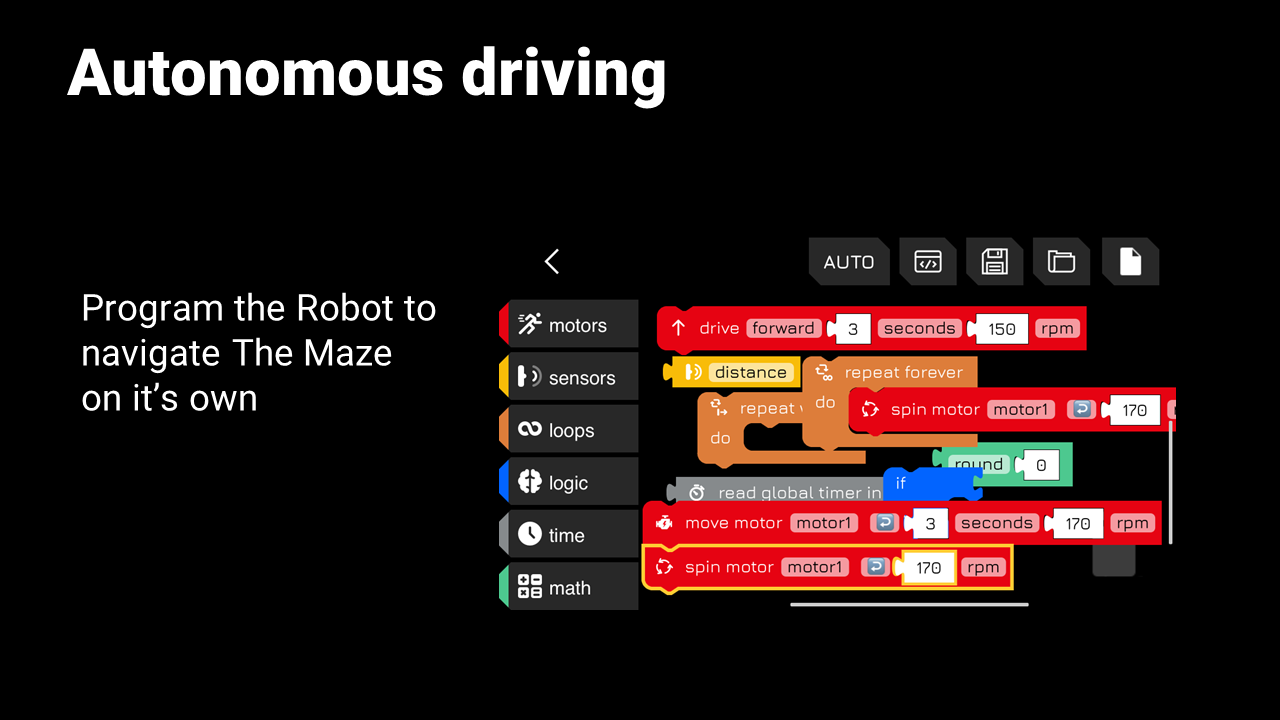 Autonomous driving
Program the Robot to
navigate The Maze
on it’s own
AUTO
motors
sensors
loops
logic
time
math
drive forward 3 seconds 150 rpm
distance
repeat forever
do
spin motor motor1 170
repeat
do
round 0
if
read global timer in
move motor motor1 3 seconds 170 rpm
spin motor motor1 170 rpm